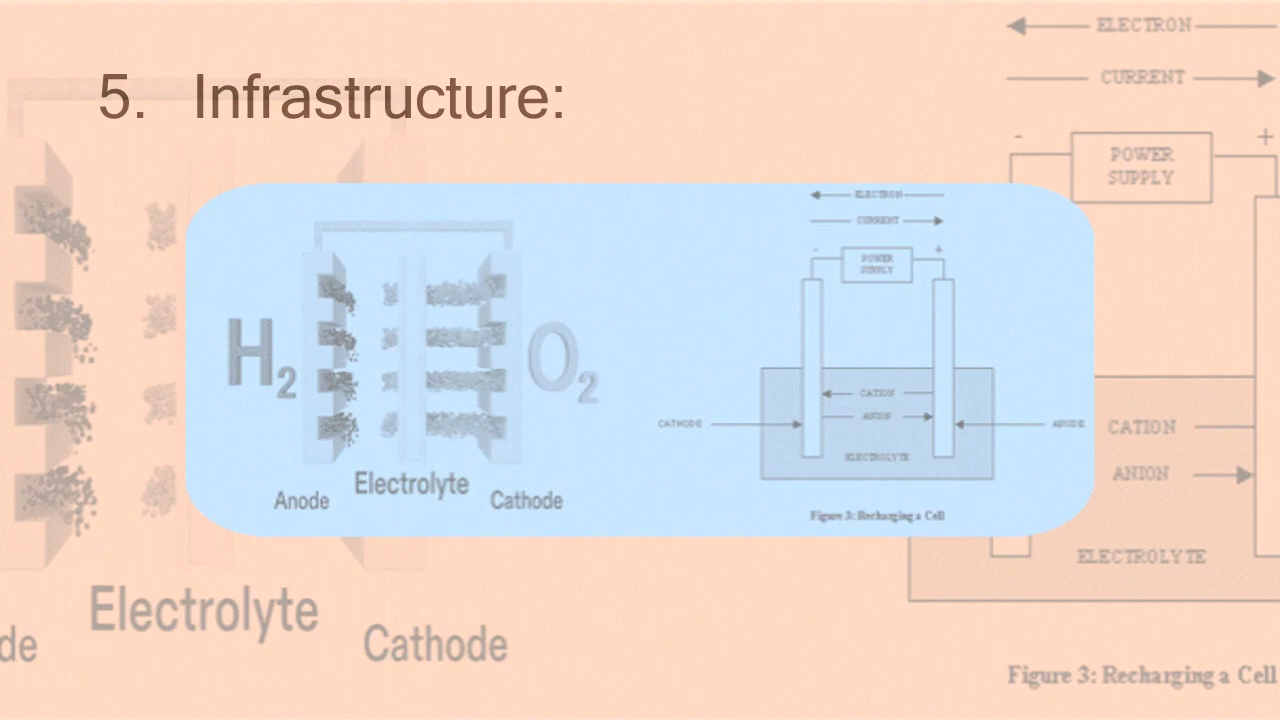 5. Infrastructure:
ELECTRON
CURRENT
- +
POWER
SUPPLY
ELECTRON
CURRENT
- +
POWER
SUPPLY
H2
O2
CATION
ANION
CATHODE
ANODE
ELECTROLYTE
Electrolyte
Anode
Cathode
Figure 3: Recharging a Cell
CATION
ANION
ELECTROLYTE
Electrolyte
de
Cathode
Figure 3: Recharging a Cell